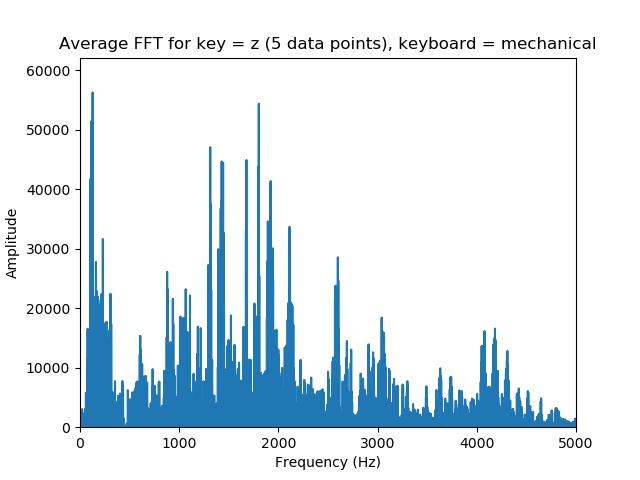 Average FFT for key = z (5 data points), keyboard = mechanical
60000
50000
40000
30000
20000
10000
0
Amplitude
0 1000 2000 3000 4000 5000
Frequency (Hz)